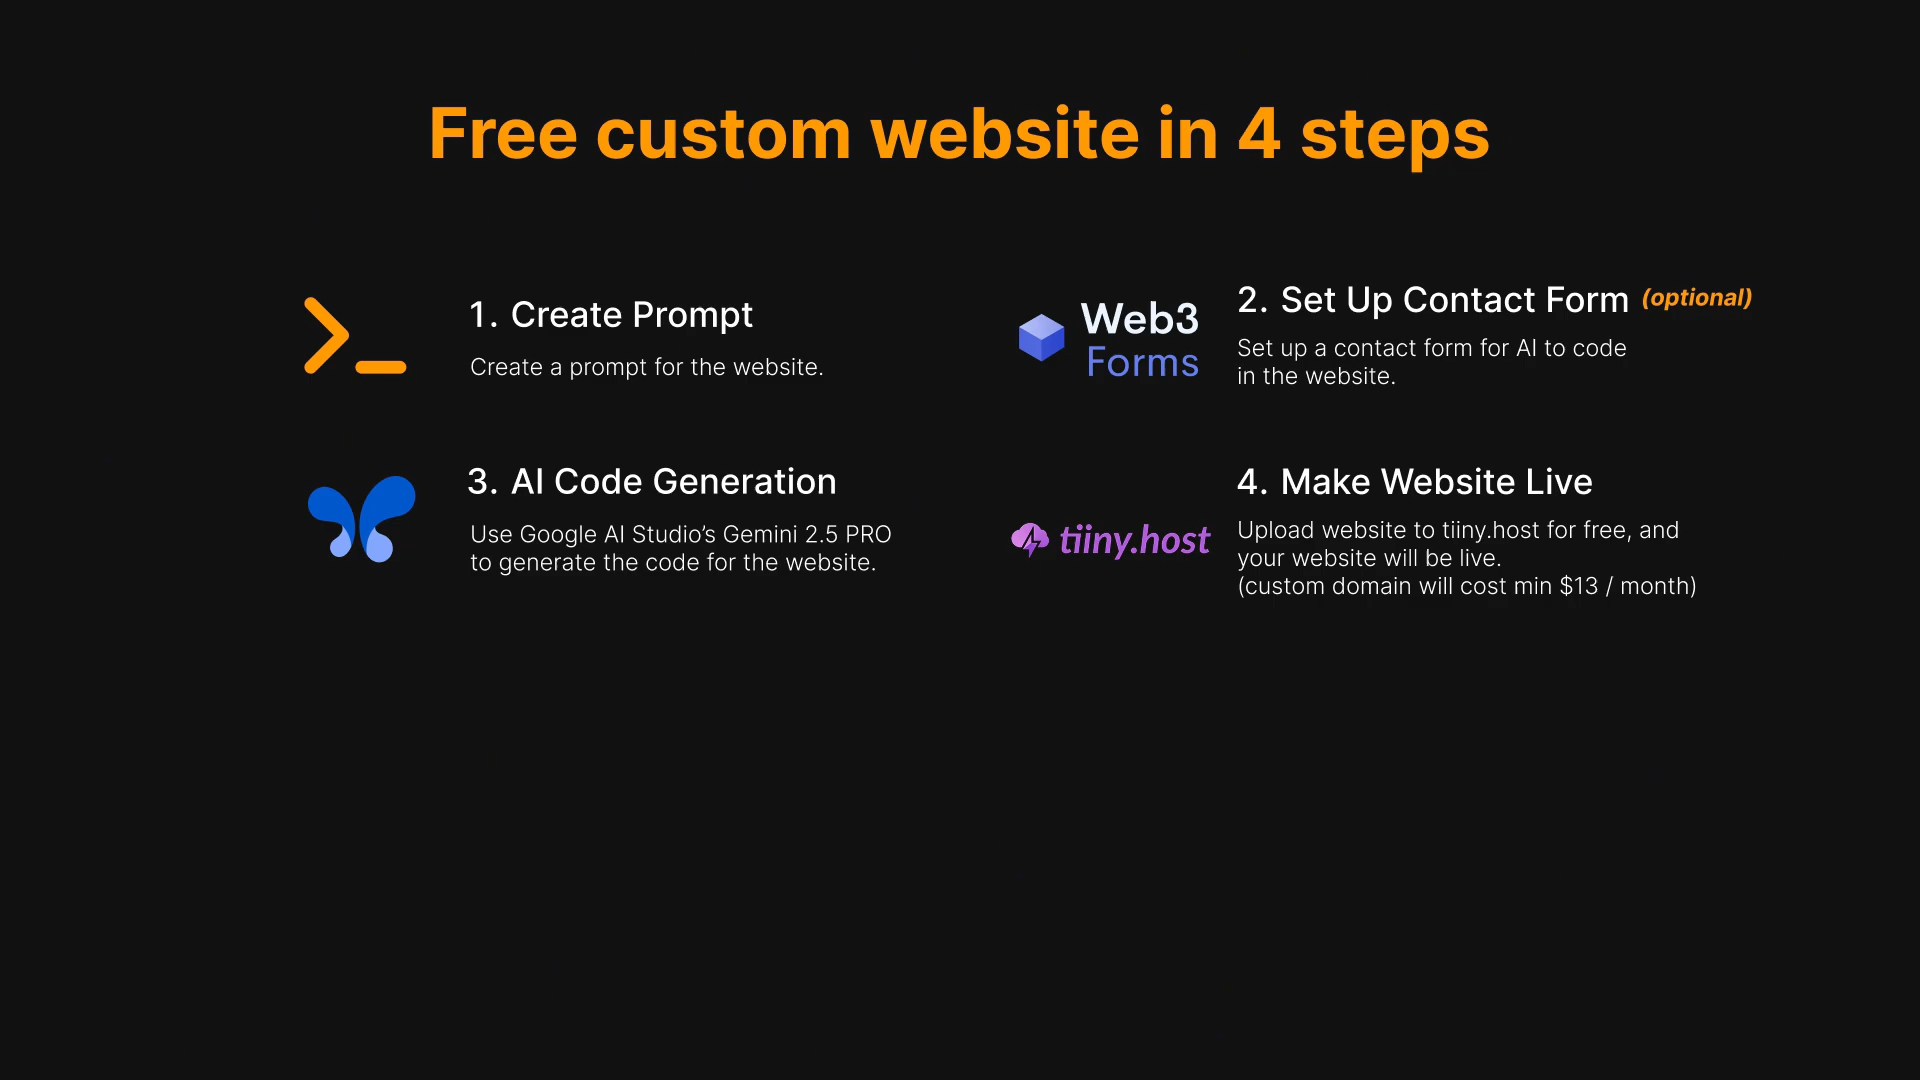 Free custom website in 4 steps
1. Create Prompt
Create a prompt for the website.
Web3
Forms
2. Set Up Contact Form (optional)
Set up a contact form for AI to code
in the website.
3. AI Code Generation
Use Google AI Studio’s Gemini 2.5 PRO
to generate the code for the website.
tiiny.host
4. Make Website Live
Upload website to tiiny.host for free, and
your website will be live.
(custom domain will cost min $13 / month)